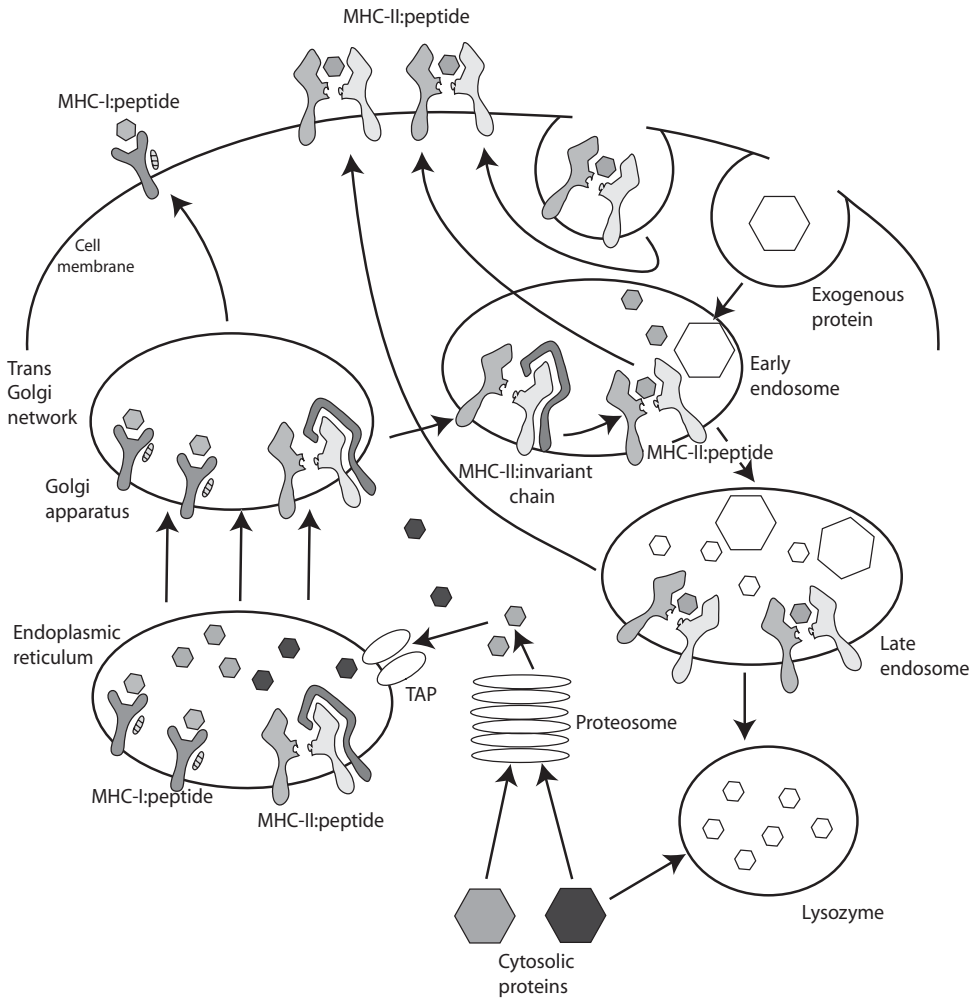 MHC-II:peptide
MHC-I:peptide
Cell
membrane
Exogenous
protein
Trans
Golgi
network
Early
endosome
MHC-II:peptide
MHC-II:invariant
chain
Golgi
apparatus
Endoplasmic
reticulum
Late
endosome
TAP
Proteosome
MHC-I:peptide
MHC-II:peptide
Lysozyme
Cytosolic
proteins